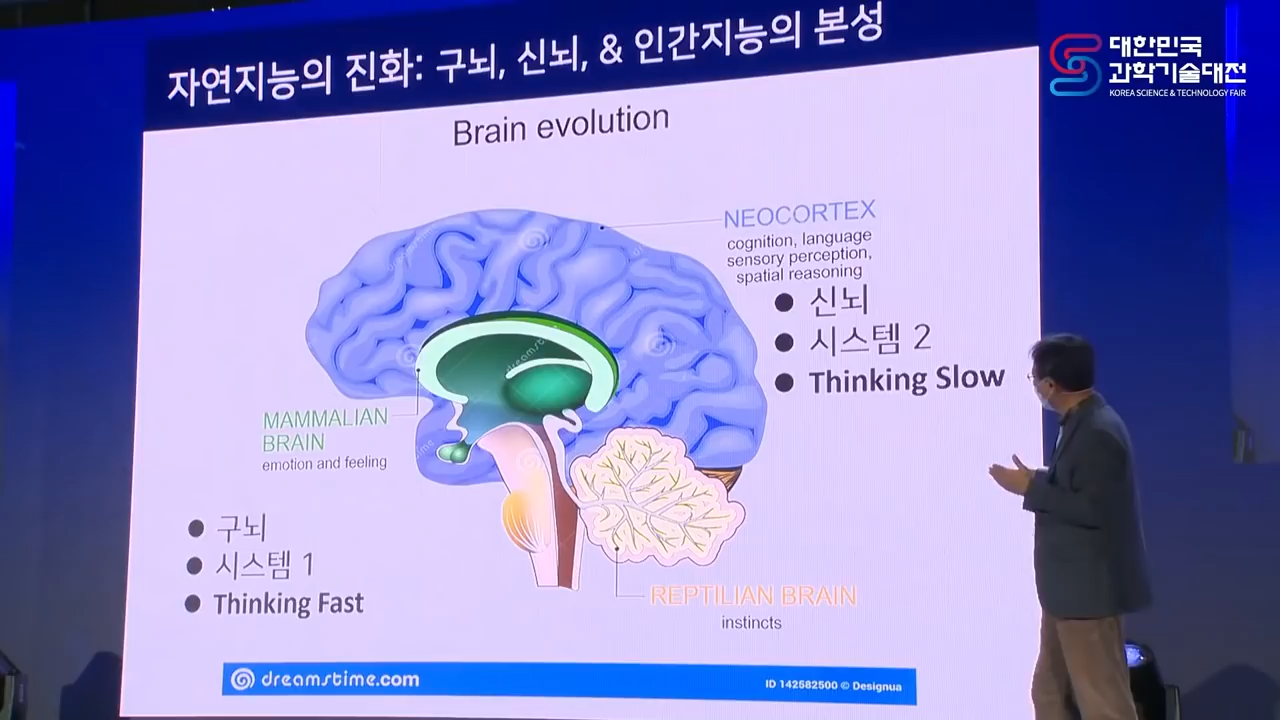 자연지능의 진화: 구뇌, 신뇌, & 인간지능의 본성
대한민국
과학기술대전
KOREA SCIENCE & TECHNOLOGY FAIR
Brain evolution
NEOCORTEX
cognition, language
sensory perception,
spatial reasoning
● 신뇌
● 시스템 2
● Thinking Slow
MAMMALIAN
BRAIN
emotion and feeling
● 구뇌
● 시스템 1
● Thinking Fast
REPTILIAN BRAIN
instincts
dreamstime.com
ID 142582500 © Designua